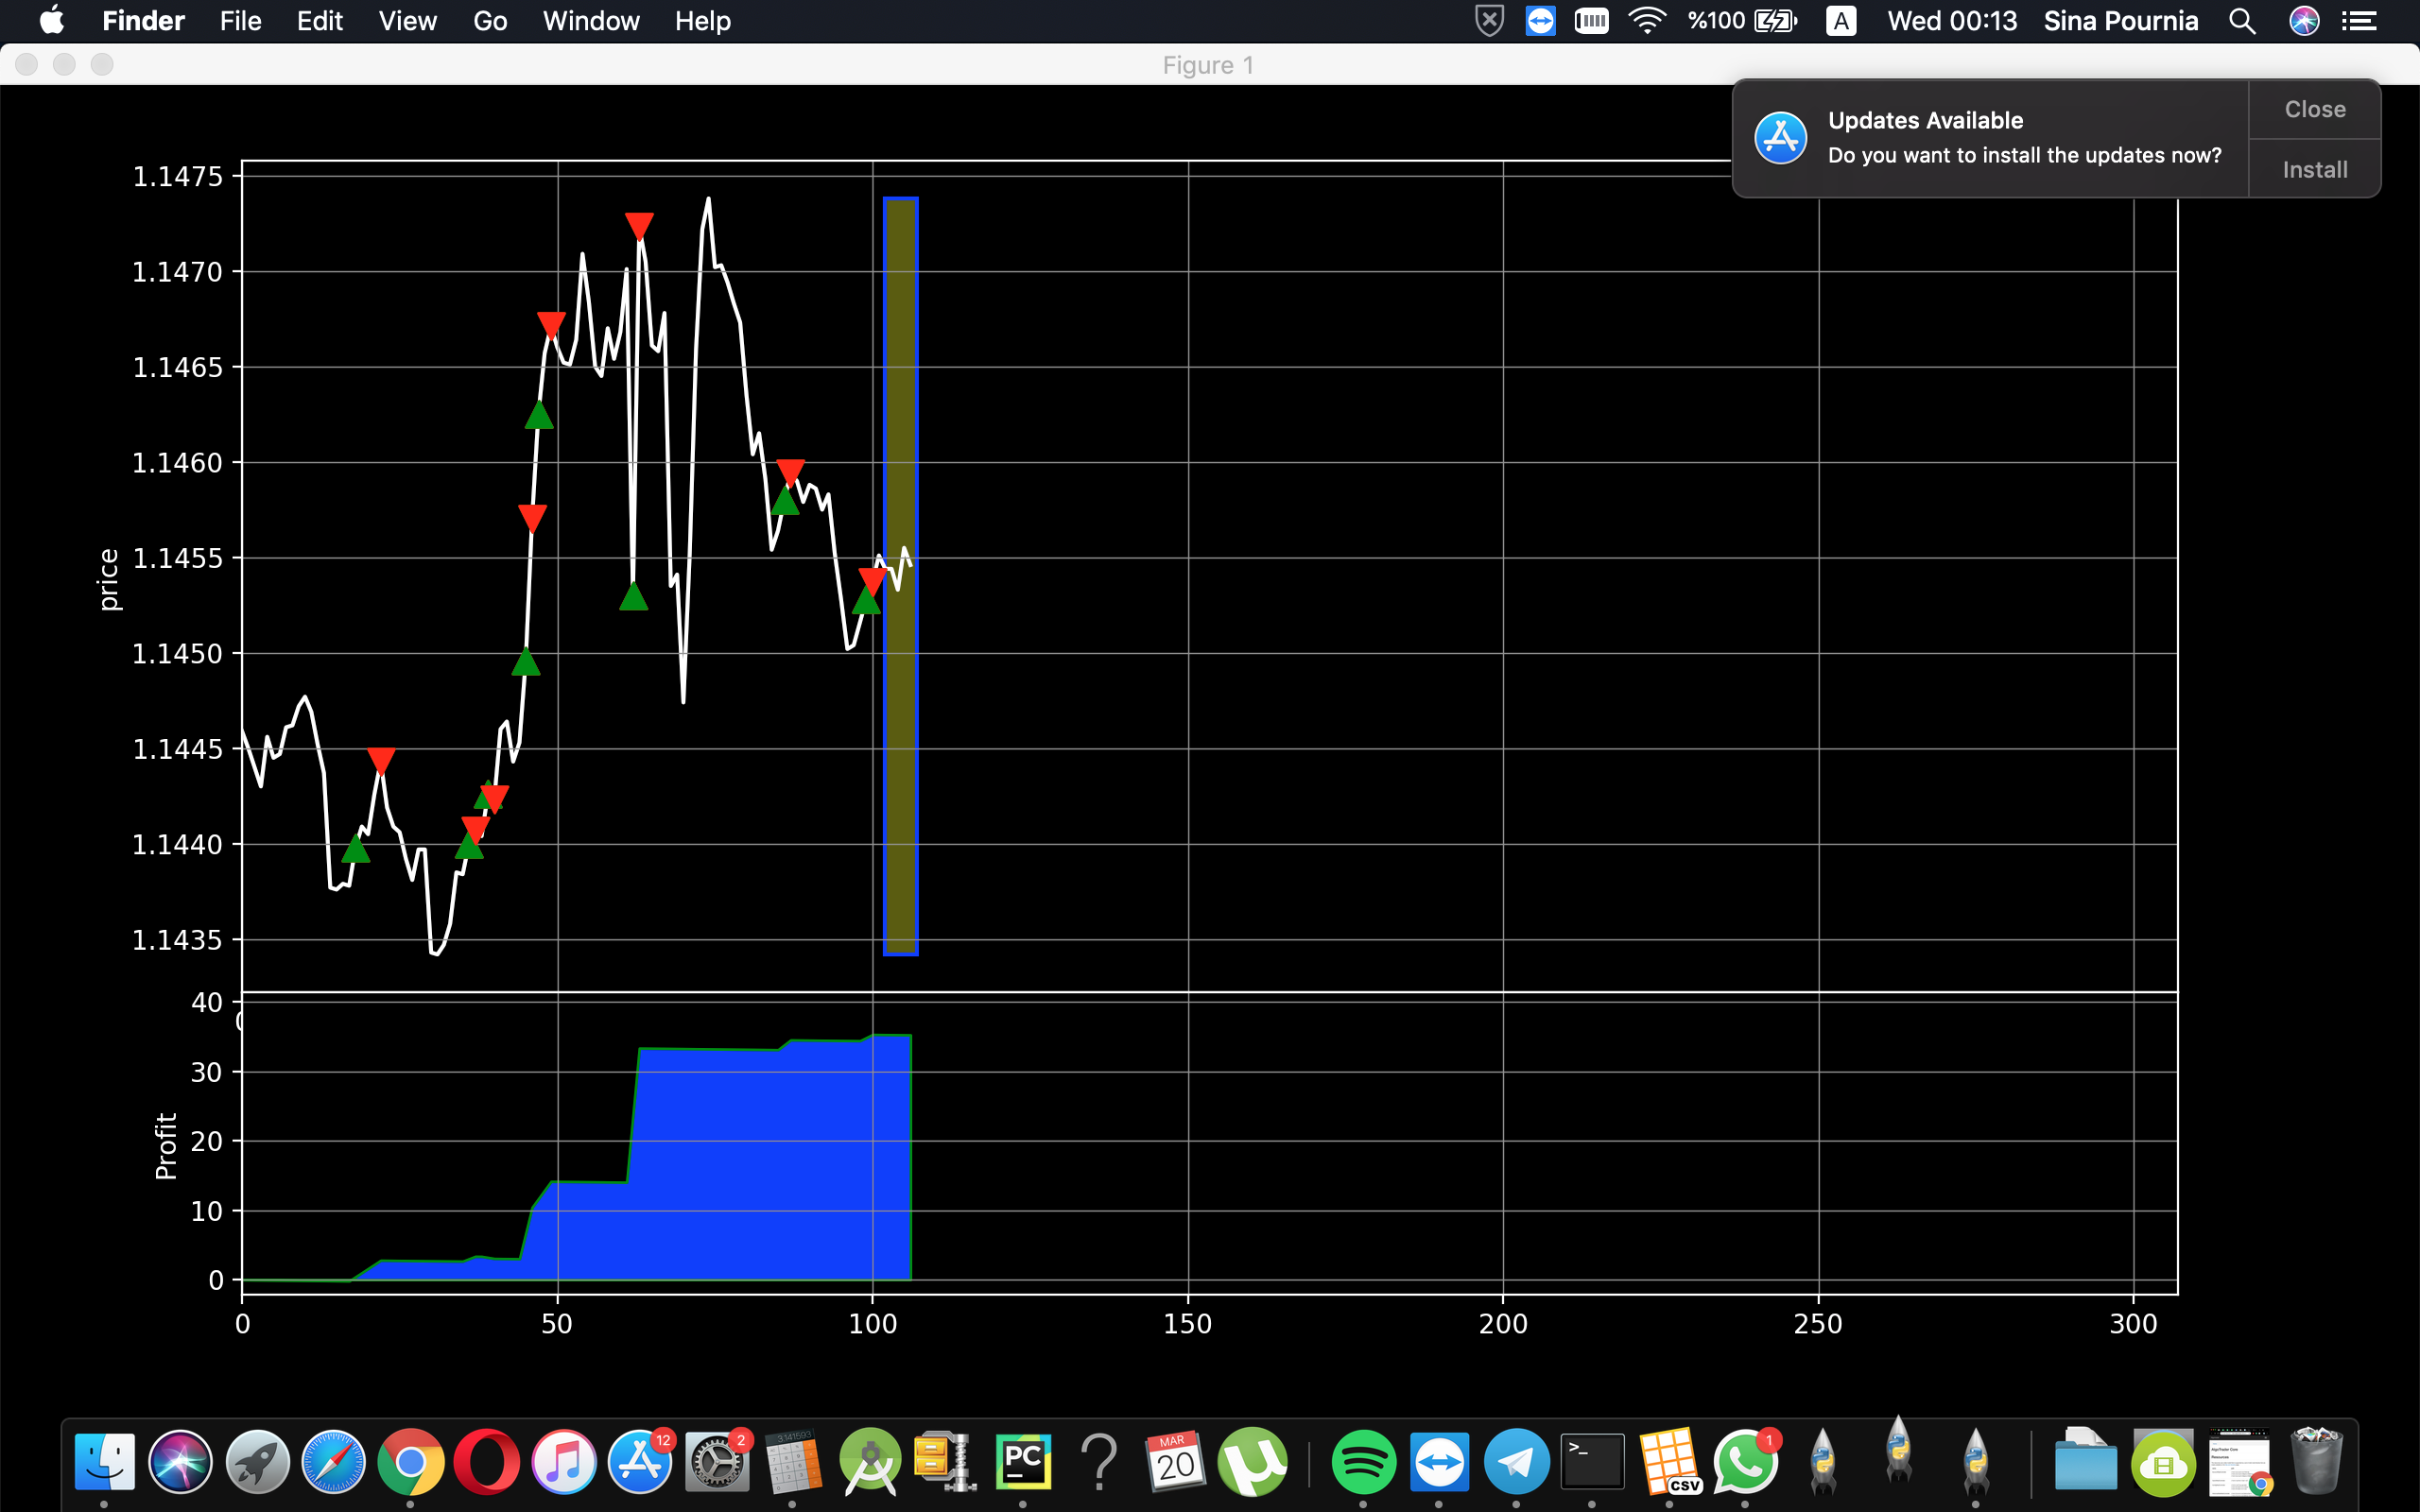 Finder File Edit View Go Window Help %100 A Wed 00:13 Sina Pournia
Figure 1
Updates Available
Do you want to install the updates now?
Close
Install
1.1475
1.1470
1.1465
1.1460
1.1455
1.1450
1.1445
1.1440
1.1435
price
40
30
20
10
0
Profit
0 50 100 150 200 250 300
12
2
3.141593
PC
?
MAR
20
µ
>_
CSV
1